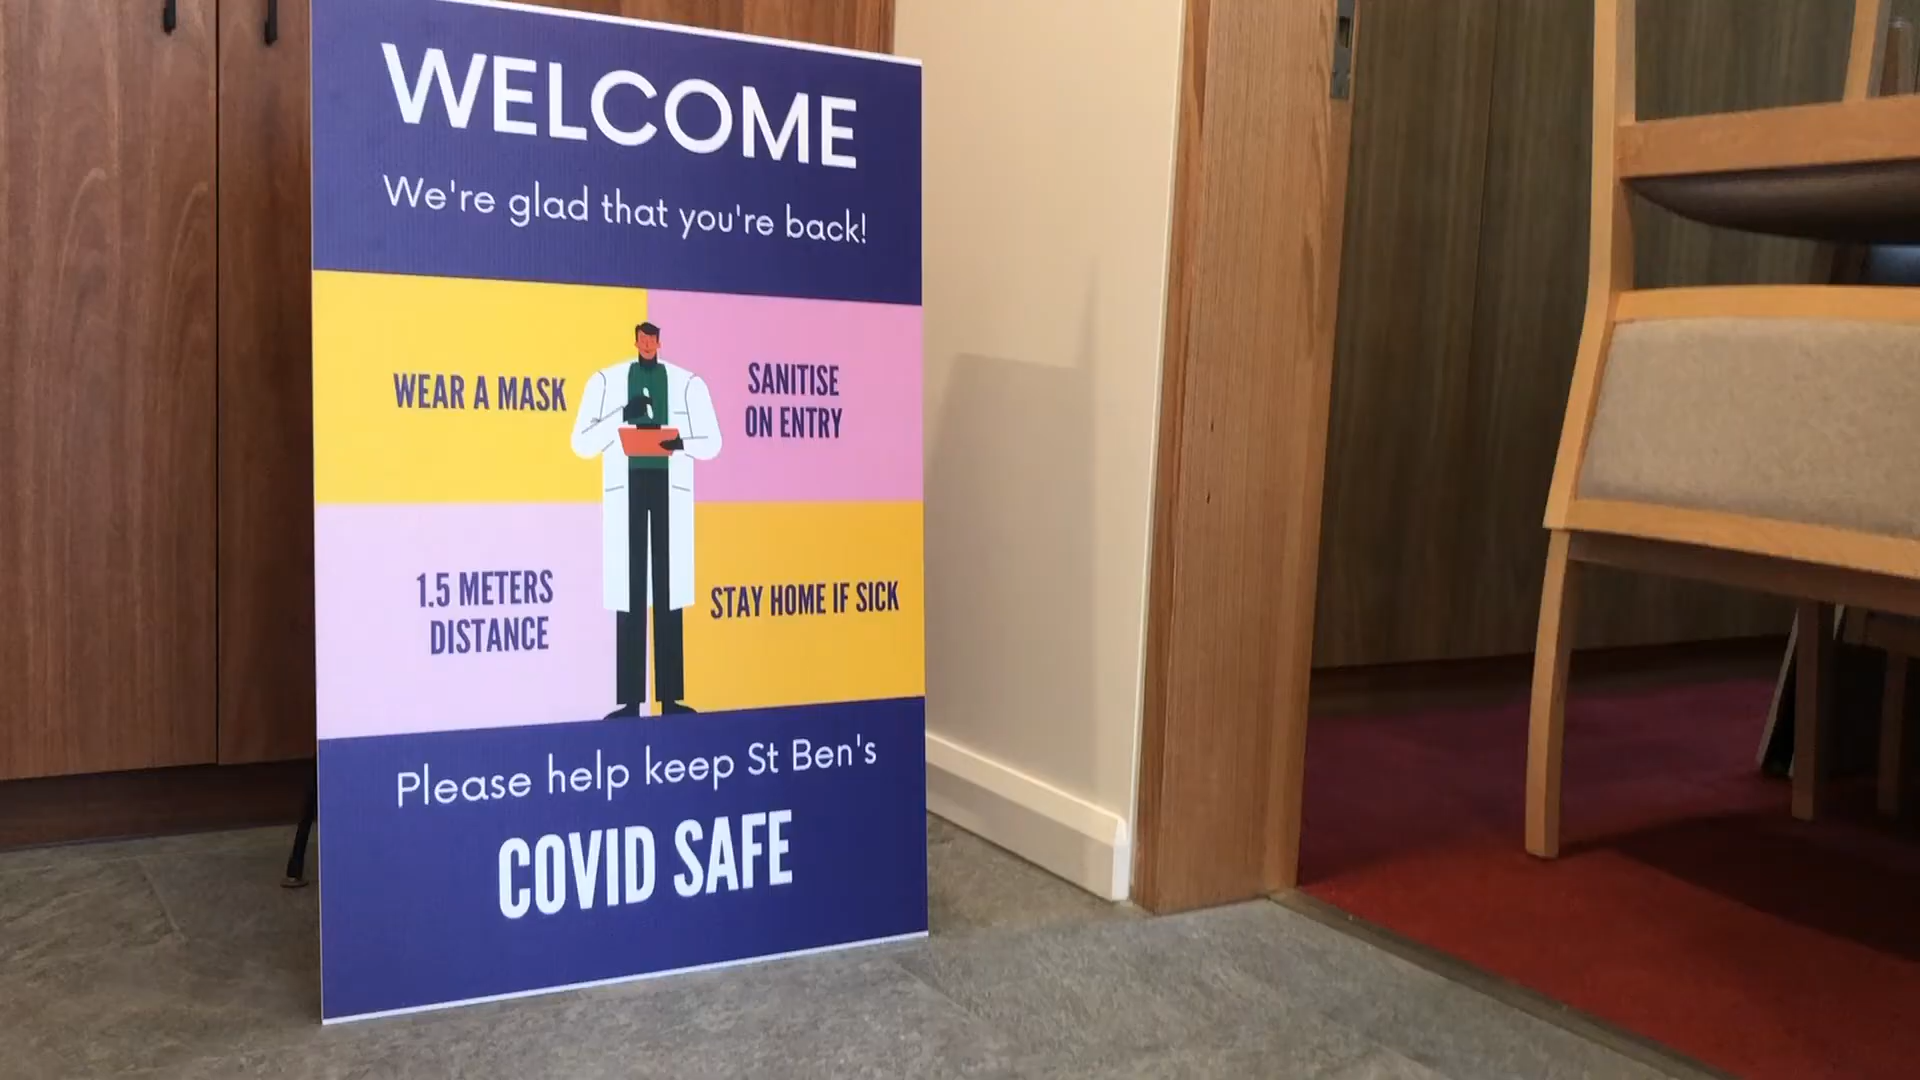 WELCOME
We're glad that you're back!
WEAR A MASK
SANITISE
ON ENTRY
1.5 METERS
DISTANCE
STAY HOME IF SICK
Please help keep St Ben's
COVID SAFE